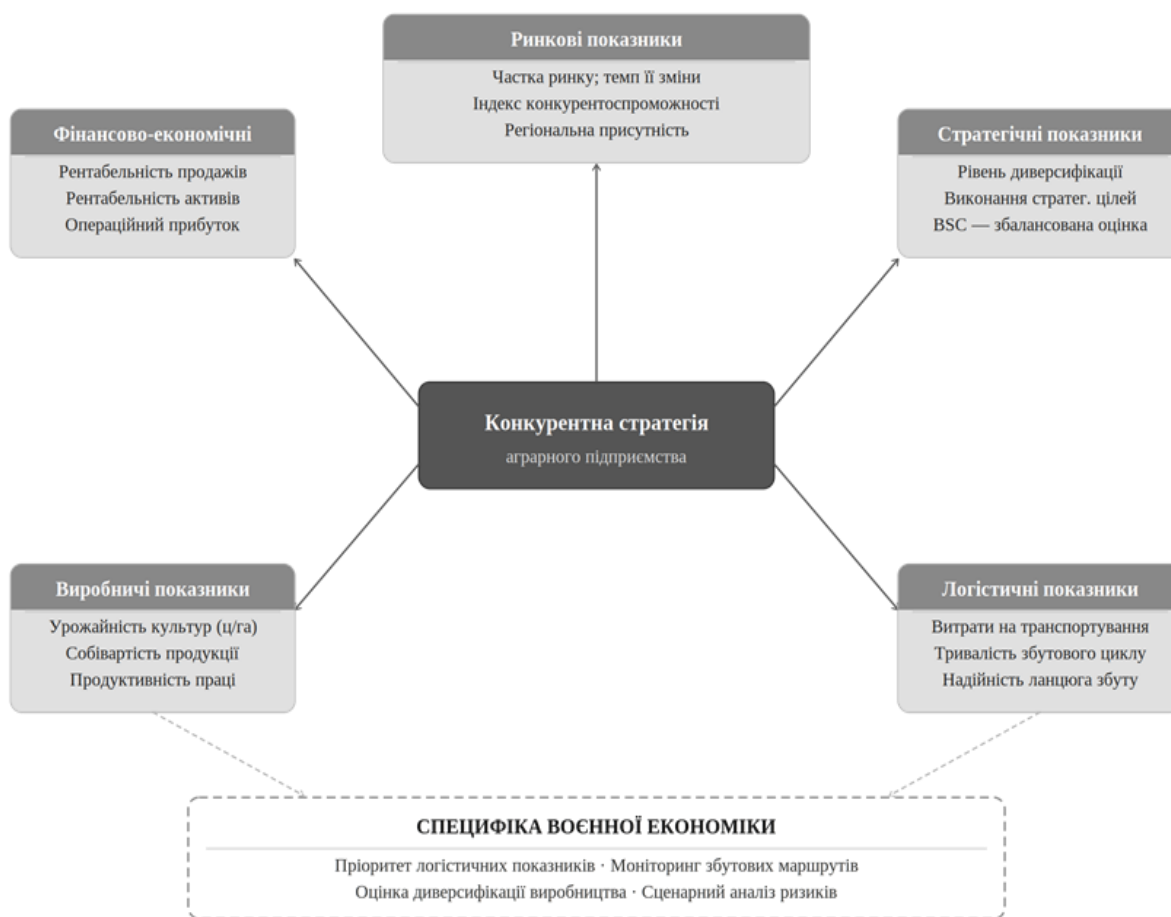 Ринкові показники
Частка ринку; темп її зміни
Індекс конкурентоспроможності
Регіональна присутність
Фінансово-економічні
Рентабельність продажів
Рентабельність активів
Операційний прибуток
Стратегічні показники
Рівень диверсифікації
Виконання стратег. цілей
BSC — збалансована оцінка
Конкурентна стратегія
аграрного підприємства
Виробничі показники
Урожайність культур (ц/га)
Собівартість продукції
Продуктивність праці
Логістичні показники
Витрати на транспортування
Тривалість збутового циклу
Надійність ланцюга збуту
СПЕЦИФІКА ВОЄННОЇ ЕКОНОМІКИ
Пріоритет логістичних показників · Моніторинг збутових маршрутів
Оцінка диверсифікації виробництва · Сценарний аналіз ризиків